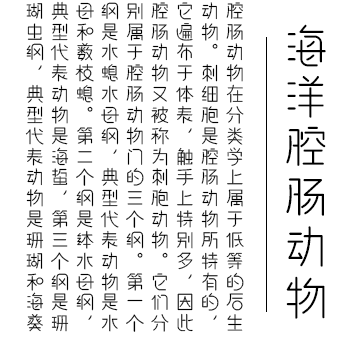 海洋腔肠动物
腔肠动物在分类学上属于低等的后生
动物。刺细胞是腔肠动物所特有的，
它遍布于体表，触手上特别多，因此
腔肠动物又被称为刺胞动物。它们分
别属于腔肠动物门的三个纲。第一个
纲是水螅水母纲，典型代表动物是水
母和薮枝螅。第二个纲是钵水母纲，
典型代表动物是海蜇，第三个纲是珊
瑚虫纲，典型代表动物是珊瑚和海葵